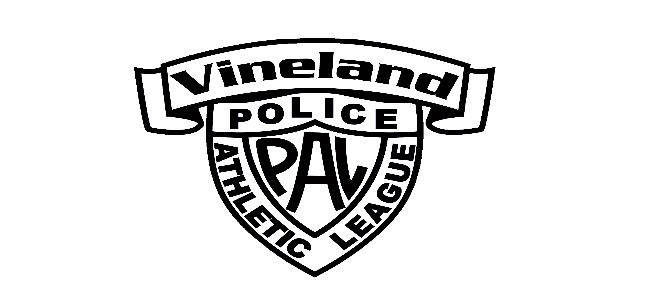 Vineland
POLICE
PAL
ATHLETIC LEAGUE